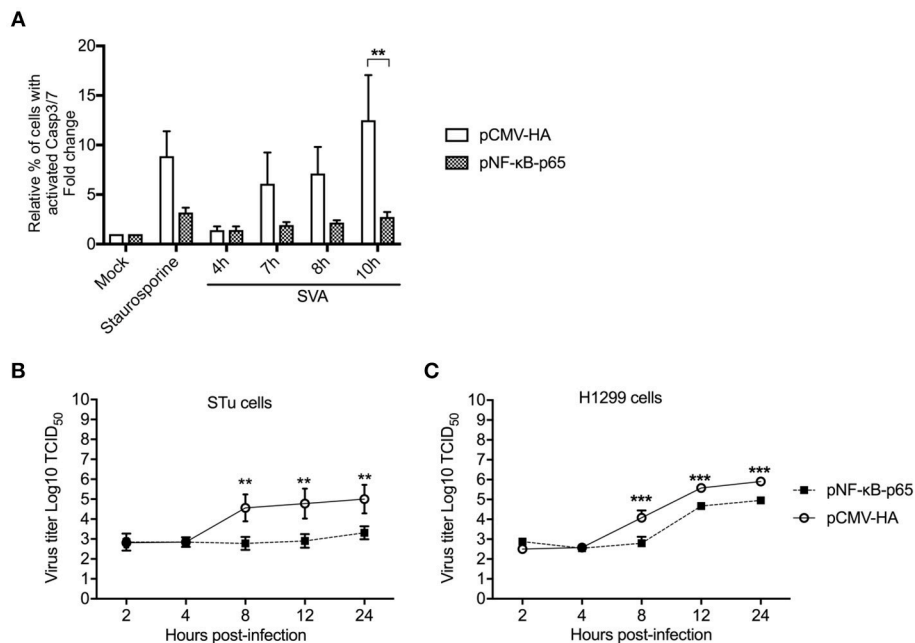 A
20
15
10
5
0
Relative % of cells with
activated Casp3/7
Fold change
**
Mock
Staurosporine
4h
7h
8h
10h
SVA
pCMV-HA
pNF-κB-p65
B
STu cells
10
9
8
7
6
5
4
3
2
1
0
Virus titer Log10 TCID50
** ** **
2 4 8 12 24
Hours post-infection
C
H1299 cells
10
9
8
7
6
5
4
3
2
1
0
Virus titer Log10 TCID50
*** *** ***
2 4 8 12 24
Hours post-infection
pNF-κB-p65
pCMV-HA